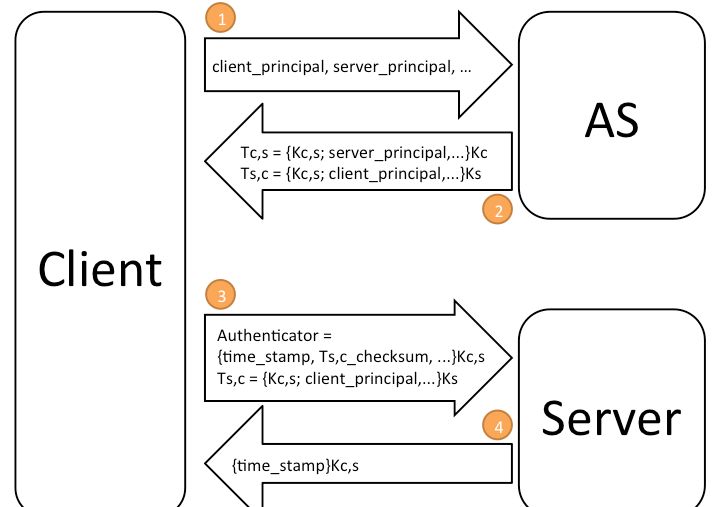 1
client_principal, server_principal, ...
AS
Tc,s = {Kc,s; server_principal,...}Kc
Ts,c = {Kc,s; client_principal,...}Ks
2
Client
3
Authenticator =
{time_stamp, Ts,c_checksum, ...}Kc,s
Ts,c = {Kc,s; client_principal,...}Ks
Server
4
{time_stamp}Kc,s